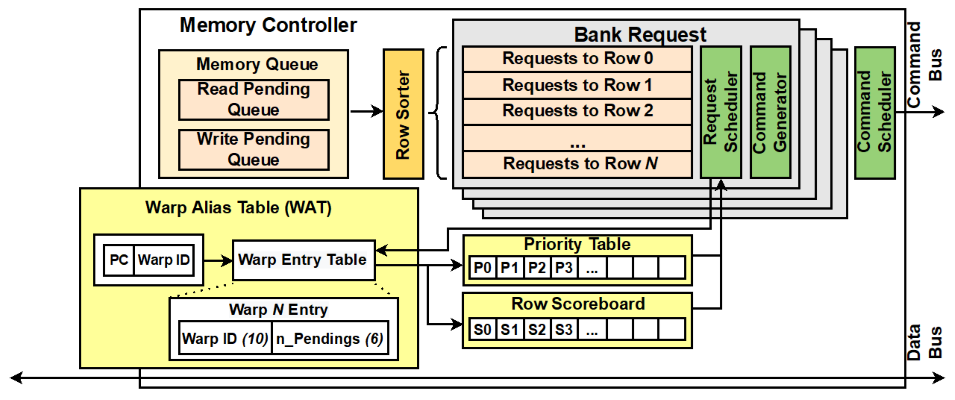 Memory Controller
Memory Queue
Read Pending
Queue
Write Pending
Queue
Row Sorter
Bank Request
Requests to Row 0
Requests to Row 1
Requests to Row 2
...
Requests to Row N
Request
Scheduler
Command
Generator
Command
Scheduler
Command
Bus
Warp Alias Table (WAT)
PC Warp ID
Warp Entry Table
Warp N Entry
Warp ID (10) n_Pendings (6)
Priority Table
P0 P1 P2 P3 ...
Row Scoreboard
S0 S1 S2 S3 ...
Data
Bus